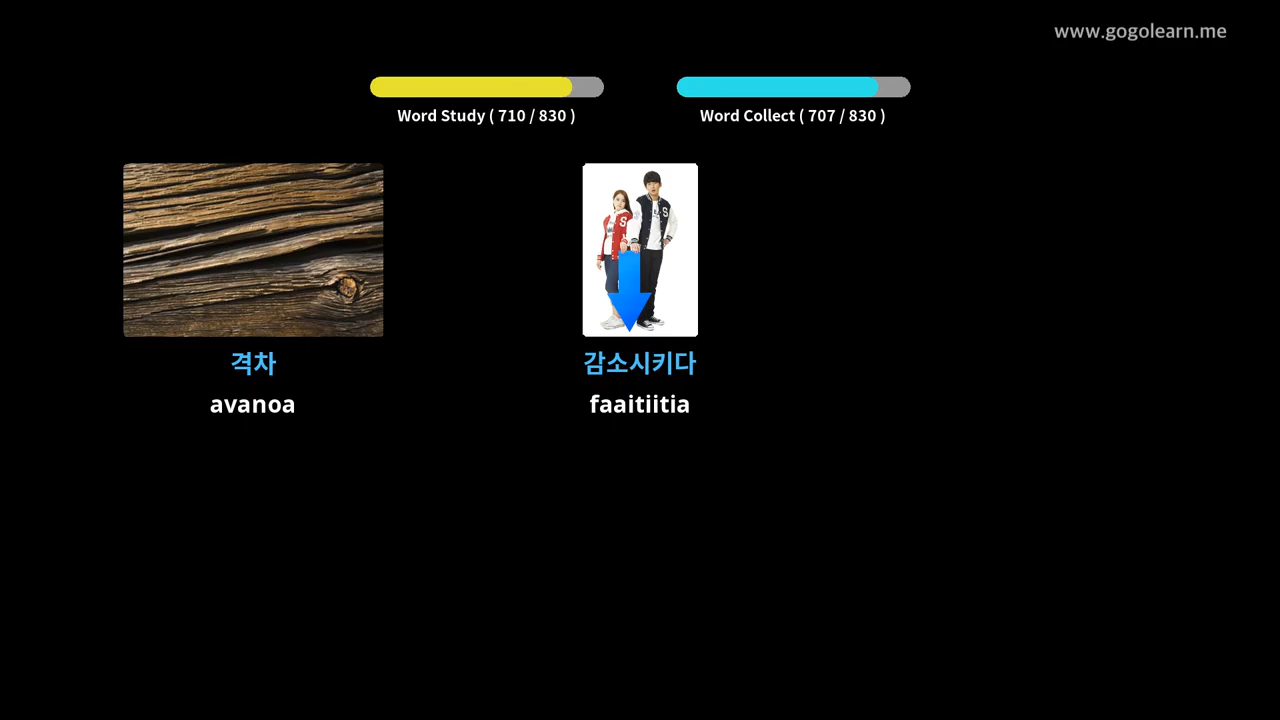 www.gogolearn.me
Word Study ( 710 / 830 )
Word Collect ( 707 / 830 )
S
S
격차
감소시키다
avanoa
faaitiitia